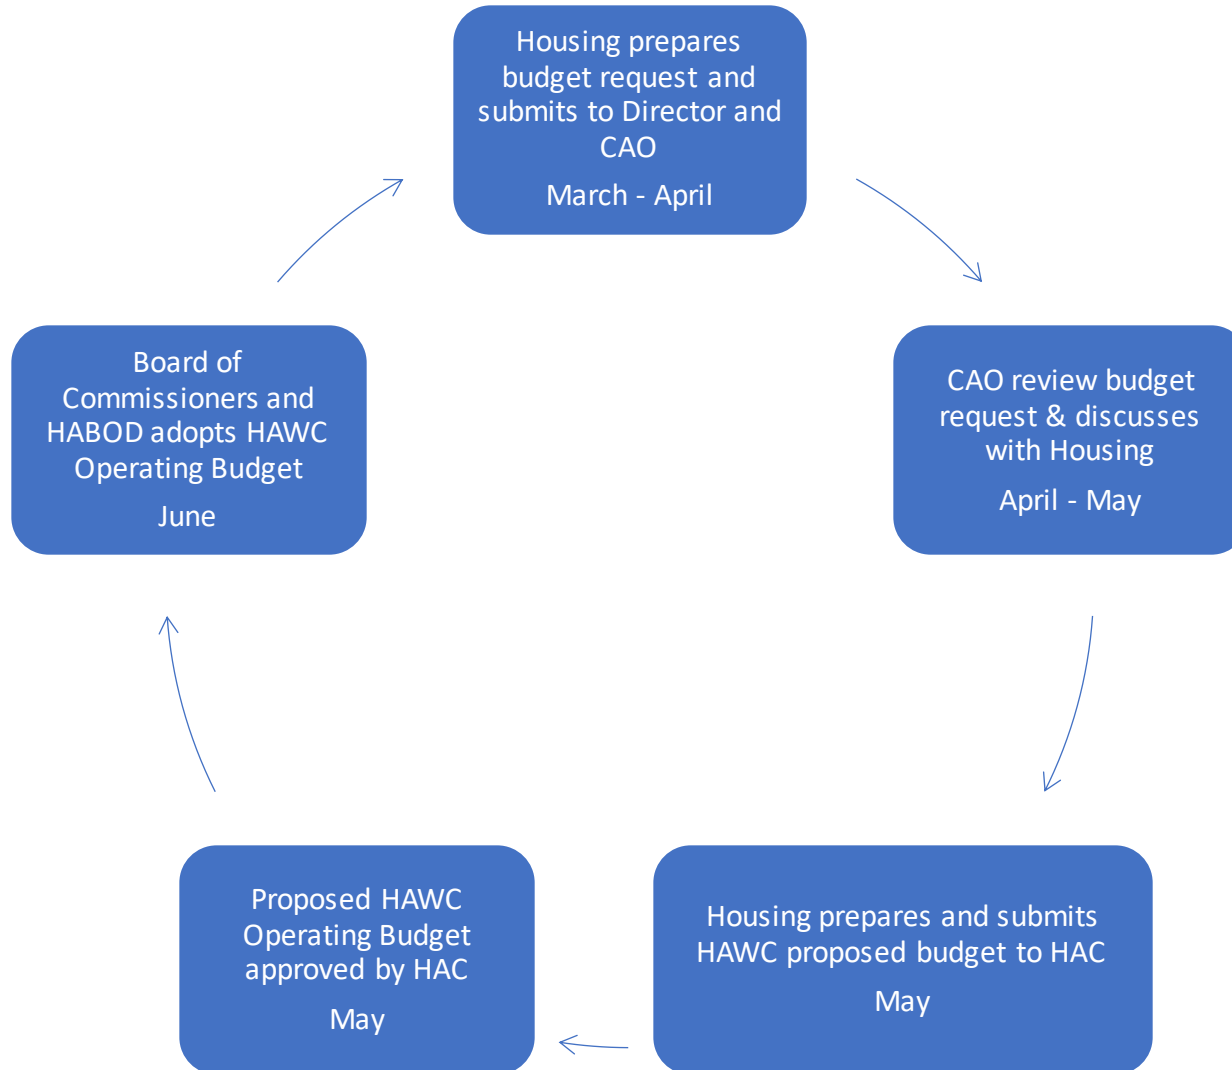 Housing prepares
budget request and
submits to Director and
CAO
March - April
CAO review budget
request & discusses
with Housing
April - May
Housing prepares and submits
HAWC proposed budget to HAC
May
Proposed HAWC
Operating Budget
approved by HAC
May
Board of
Commissioners and
HABOD adopts HAWC
Operating Budget
June